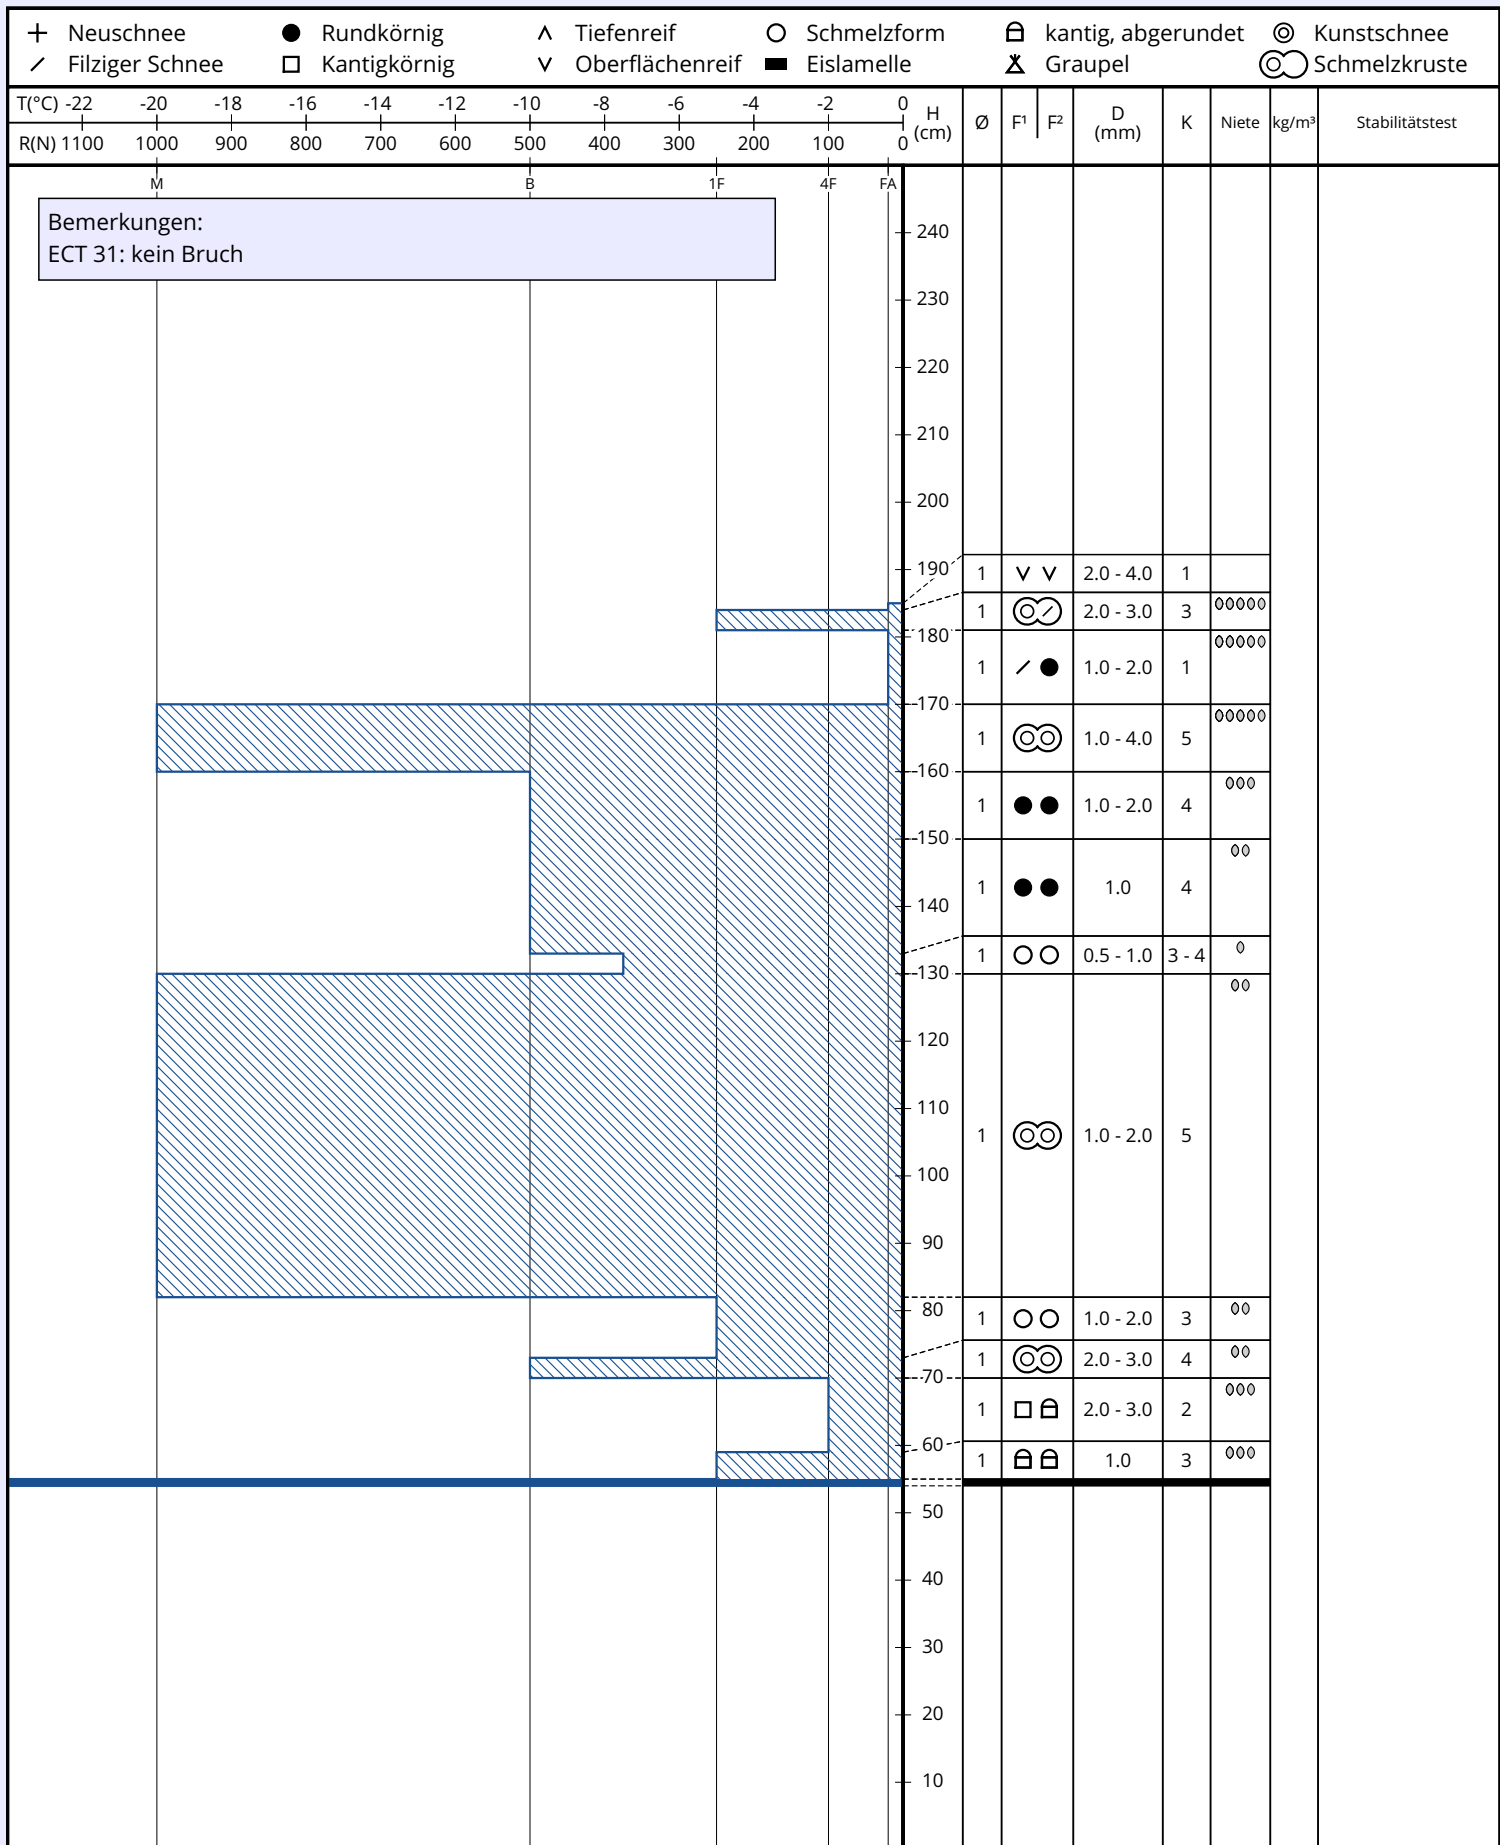 Neuschnee Rundkörnig Tiefenreif Schmelzform kantig, abgerundet Kunstschnee
Filziger Schnee Kantigkörnig Oberflächenreif Eislamelle Graupel Schmelzkruste
T(°C) -22 -20 -18 -16 -14 -12 -10 -8 -6 -4 -2 0
R(N) 1100 1000 900 800 700 600 500 400 300 200 100 0
H (cm) Ø F¹ F² D (mm) K Niete kg/m³ Stabilitätstest
M B 1F 4F FA
Bemerkungen:
ECT 31: kein Bruch
240
230
220
210
200
190
1 2.0 - 4.0 1
1 2.0 - 3.0 3
180
1 1.0 - 2.0 1
170
1 1.0 - 4.0 5
160
1 1.0 - 2.0 4
150
1 1.0 4
140
1 0.5 - 1.0 3 - 4
130
120
110
1 1.0 - 2.0 5
100
90
80
1 1.0 - 2.0 3
1 2.0 - 3.0 4
70
1 2.0 - 3.0 2
60
1 1.0 3
50
40
30
20
10